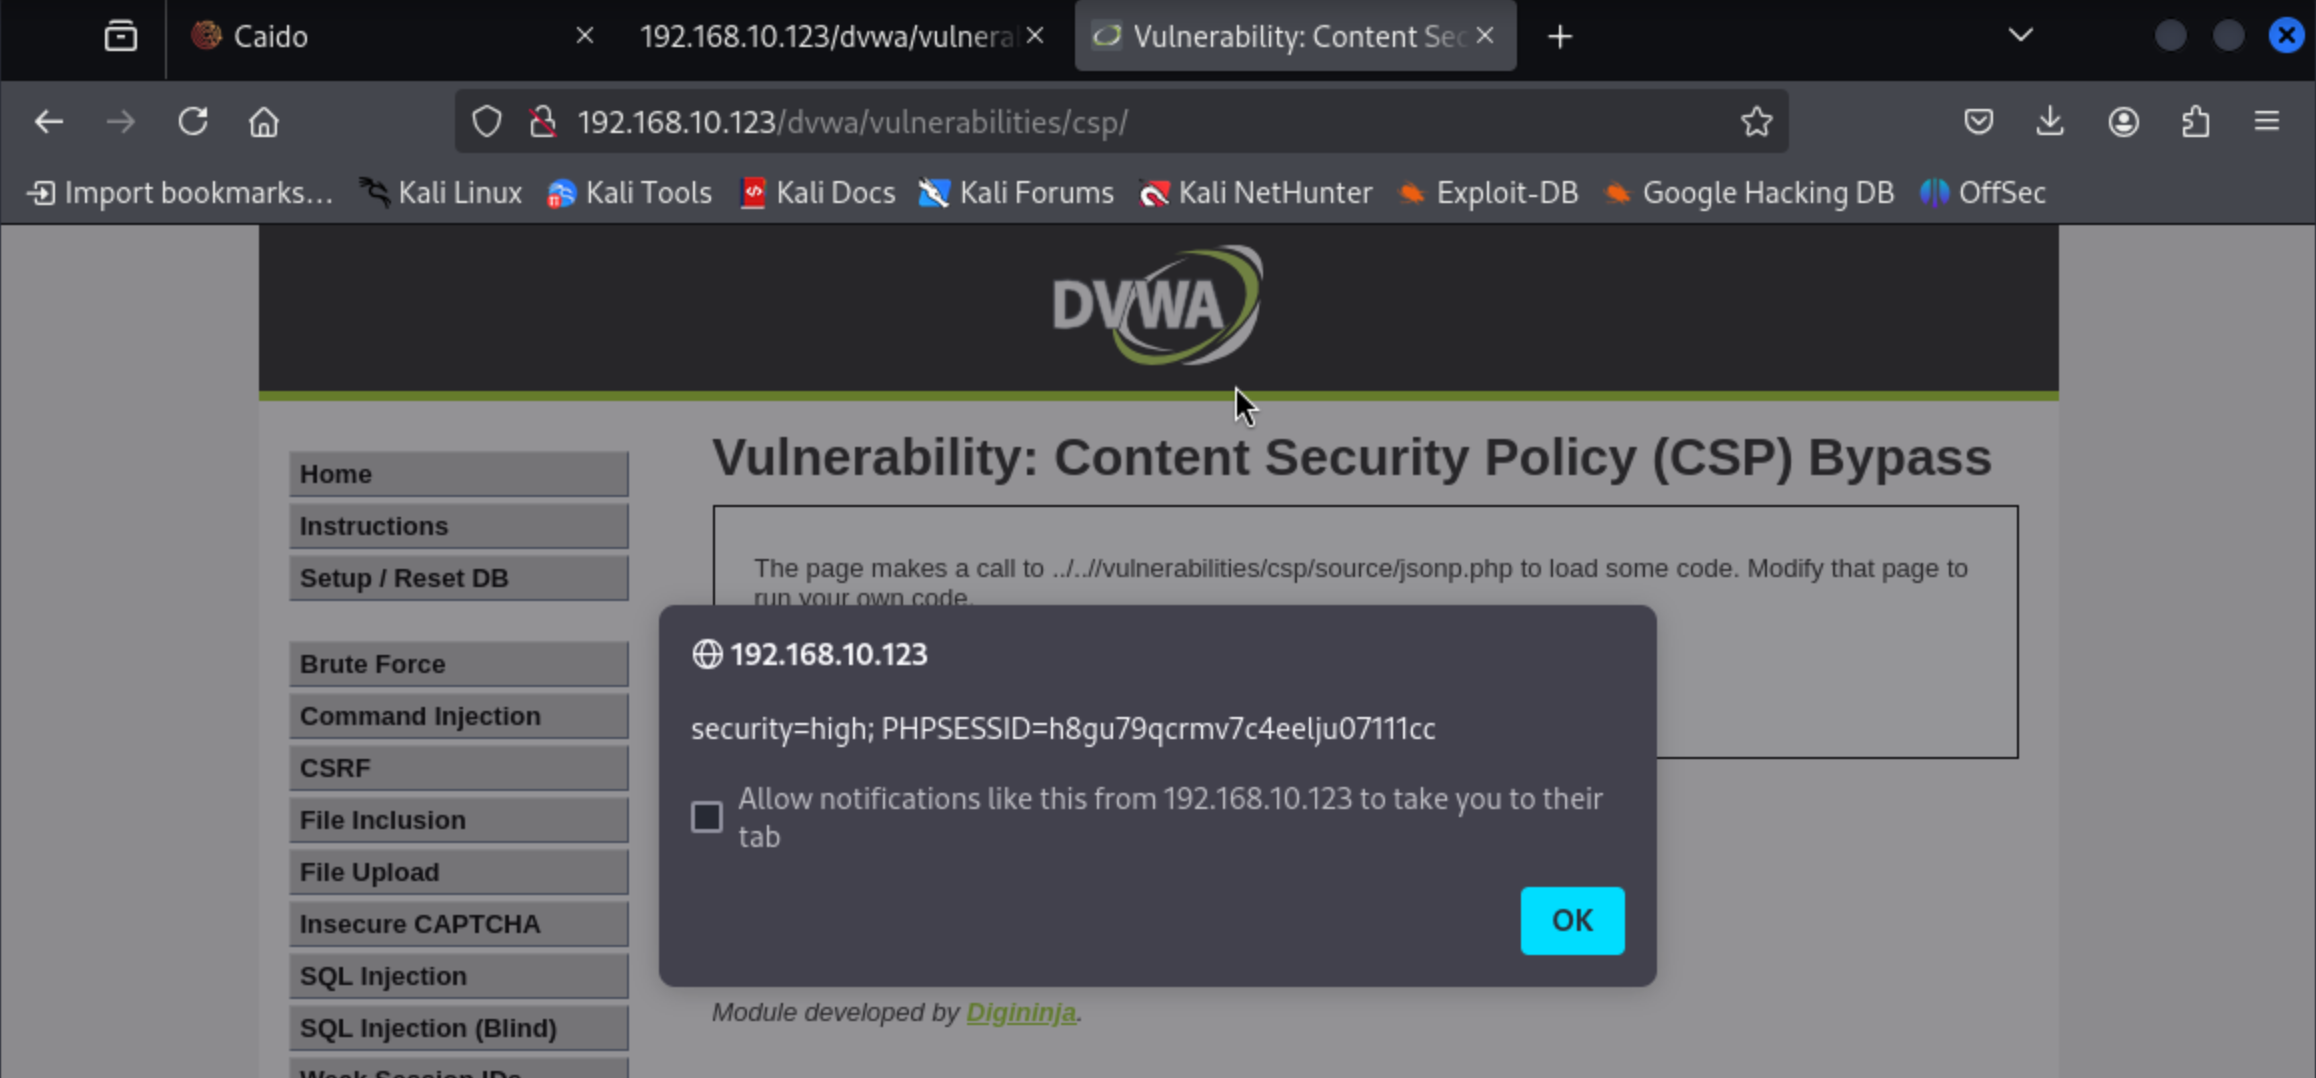 Caido
192.168.10.123/dvwa/vulnera
Vulnerability: Content Sec
192.168.10.123/dvwa/vulnerabilities/csp/
Import bookmarks...
Kali Linux
Kali Tools
Kali Docs
Kali Forums
Kali NetHunter
Exploit-DB
Google Hacking DB
OffSec
DVWA
Vulnerability: Content Security Policy (CSP) Bypass
Home
Instructions
Setup / Reset DB
Brute Force
Command Injection
CSRF
File Inclusion
File Upload
Insecure CAPTCHA
SQL Injection
SQL Injection (Blind)
Weak Session IDs
The page makes a call to ../..//vulnerabilities/csp/source/jsonp.php to load some code. Modify that page to
run your own code.
192.168.10.123
security=high; PHPSESSID=h8gu79qcrmv7c4eelju07111cc
Allow notifications like this from 192.168.10.123 to take you to their
tab
OK
Module developed by Digininja.